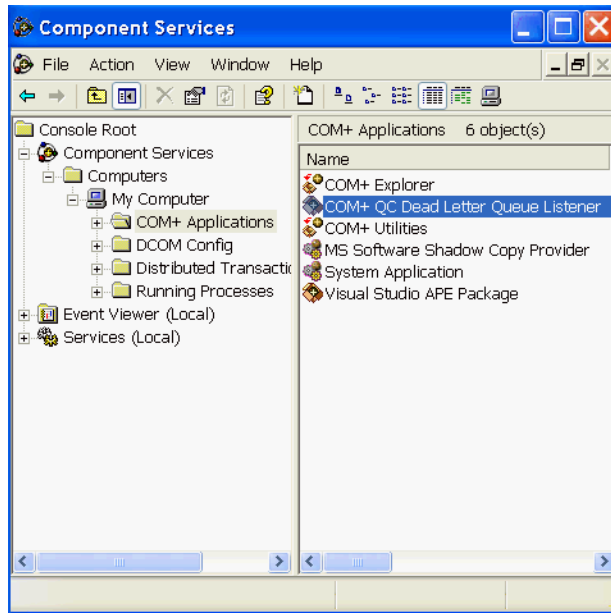 Component Services
File Action View Window Help
Console Root
Component Services
Computers
My Computer
COM+ Applications
DCOM Config
Distributed Transactic
Running Processes
Event Viewer (Local)
Services (Local)
COM+ Applications 6 object(s)
Name
COM+ Explorer
COM+ QC Dead Letter Queue Listener
COM+ Utilities
MS Software Shadow Copy Provider
System Application
Visual Studio APE Package